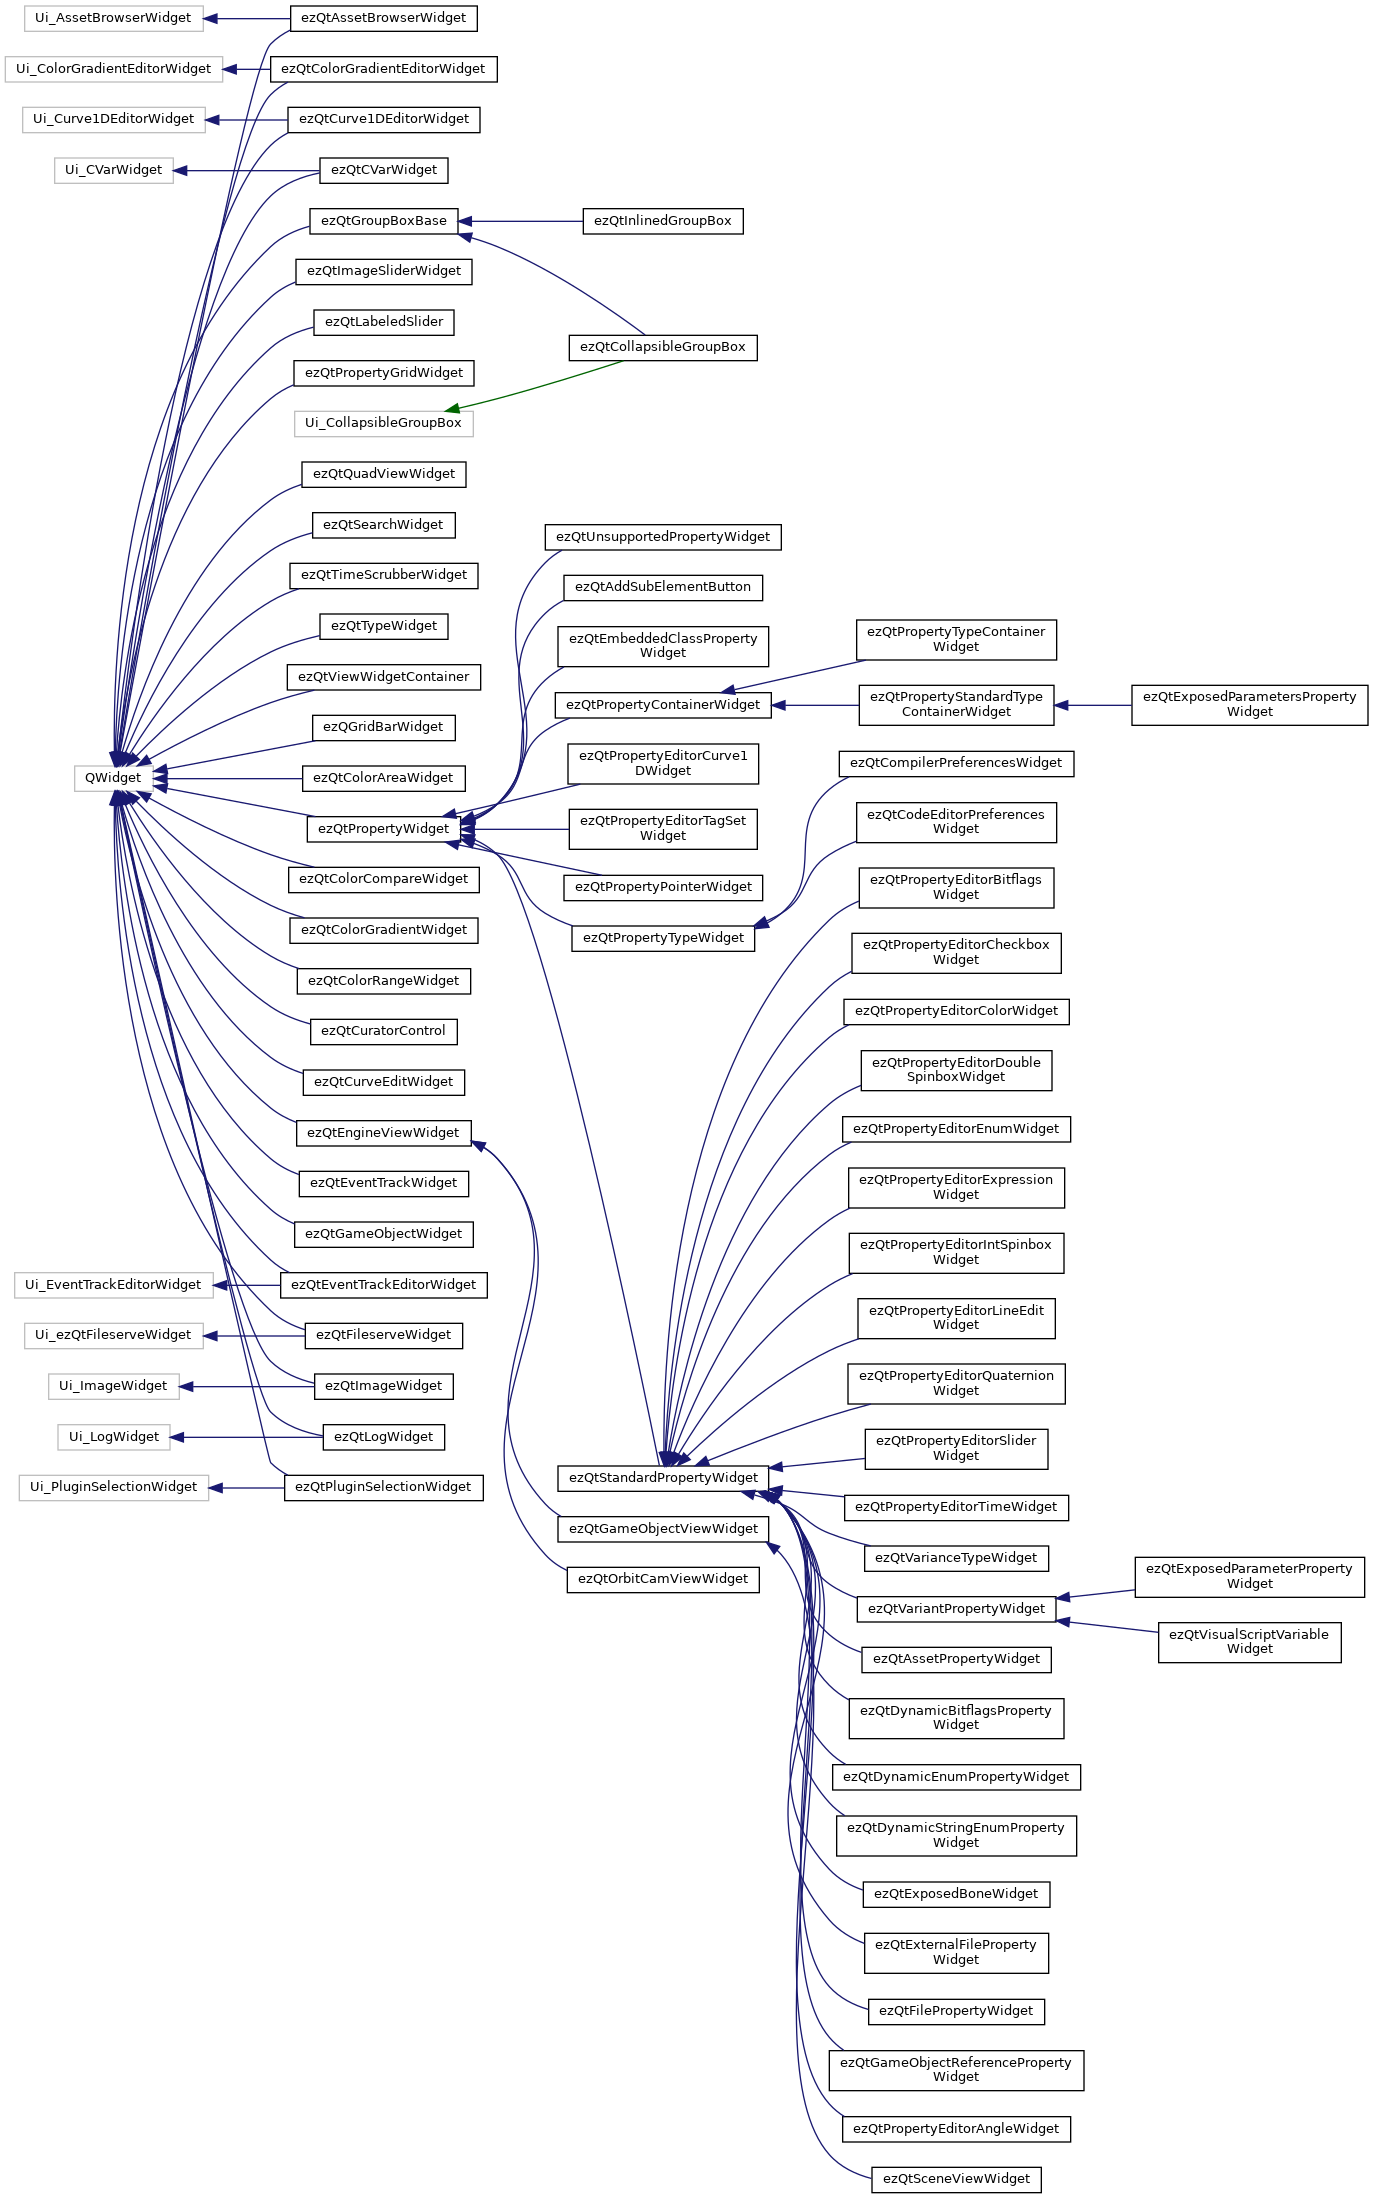 Ui_AssetBrowserWidget
ezQtAssetBrowserWidget
Ui_ColorGradientEditorWidget
ezQtColorGradientEditorWidget
Ui_Curve1DEditorWidget
ezQtCurve1DEditorWidget
Ui_CVarWidget
ezQtCVarWidget
ezQtGroupBoxBase
ezQtInlinedGroupBox
ezQtImageSliderWidget
ezQtLabeledSlider
ezQtCollapsibleGroupBox
ezQtPropertyGridWidget
Ui_CollapsibleGroupBox
ezQtQuadViewWidget
ezQtSearchWidget
ezQtUnsupportedPropertyWidget
ezQtTimeScrubberWidget
ezQtAddSubElementButton
ezQtTypeWidget
ezQtEmbeddedClassProperty
Widget
ezQtPropertyTypeContainer
Widget
ezQtViewWidgetContainer
ezQtPropertyContainerWidget
ezQtPropertyStandardType
ContainerWidget
ezQtExposedParametersProperty
Widget
ezQGridBarWidget
ezQtPropertyEditorCurve1
DWidget
ezQtCompilerPreferencesWidget
QWidget
ezQtColorAreaWidget
ezQtPropertyWidget
ezQtPropertyEditorTagSet
Widget
ezQtCodeEditorPreferences
Widget
ezQtColorCompareWidget
ezQtPropertyPointerWidget
ezQtPropertyEditorBitflags
Widget
ezQtColorGradientWidget
ezQtPropertyTypeWidget
ezQtPropertyEditorCheckbox
Widget
ezQtColorRangeWidget
ezQtPropertyEditorColorWidget
ezQtCuratorControl
ezQtPropertyEditorDouble
SpinboxWidget
ezQtCurveEditWidget
ezQtEngineViewWidget
ezQtPropertyEditorEnumWidget
ezQtEventTrackWidget
ezQtPropertyEditorExpression
Widget
ezQtGameObjectWidget
ezQtPropertyEditorIntSpinbox
Widget
Ui_EventTrackEditorWidget
ezQtEventTrackEditorWidget
ezQtPropertyEditorLineEdit
Widget
Ui_ezQtFileserveWidget
ezQtFileserveWidget
Ui_ImageWidget
ezQtImageWidget
ezQtPropertyEditorQuaternion
Widget
Ui_LogWidget
ezQtLogWidget
ezQtPropertyEditorSlider
Widget
Ui_PluginSelectionWidget
ezQtPluginSelectionWidget
ezQtStandardPropertyWidget
ezQtPropertyEditorTimeWidget
ezQtGameObjectViewWidget
ezQtVarianceTypeWidget
ezQtOrbitCamViewWidget
ezQtVariantPropertyWidget
ezQtExposedParameterProperty
Widget
ezQtVisualScriptVariable
Widget
ezQtAssetPropertyWidget
ezQtDynamicBitflagsProperty
Widget
ezQtDynamicEnumPropertyWidget
ezQtDynamicStringEnumProperty
Widget
ezQtExposedBoneWidget
ezQtExternalFileProperty
Widget
ezQtFilePropertyWidget
ezQtGameObjectReferenceProperty
Widget
ezQtPropertyEditorAngleWidget
ezQtSceneViewWidget